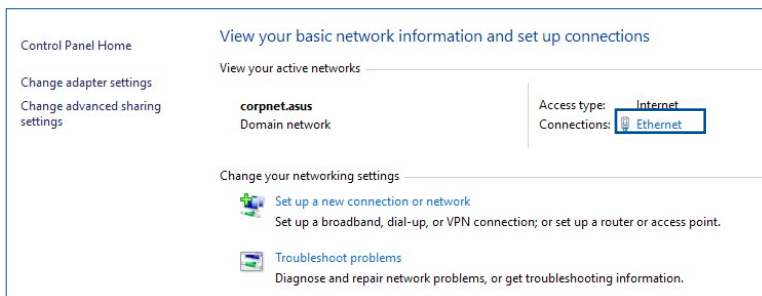 Control Panel Home
Change adapter settings
Change advanced sharing
settings
View your basic network information and set up connections
View your active networks
corpnet.asus
Domain network
Access type: Internet
Connections: Ethernet
Change your networking settings
Set up a new connection or network
Set up a broadband, dial-up, or VPN connection; or set up a router or access point.
Troubleshoot problems
Diagnose and repair network problems, or get troubleshooting information.